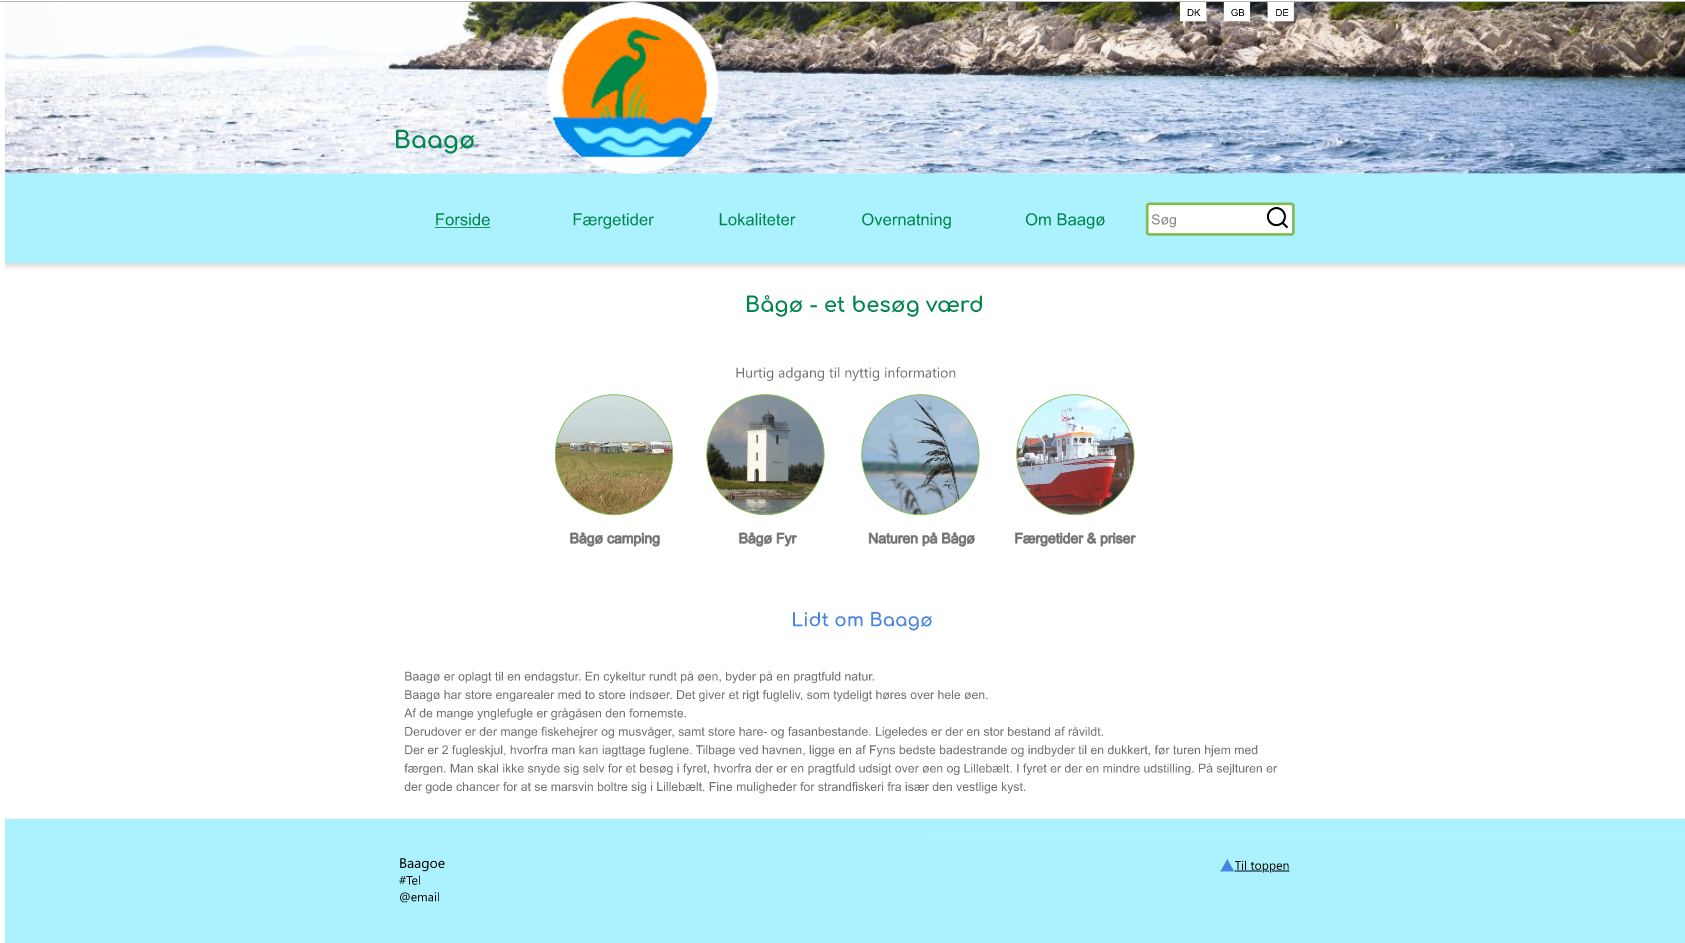 DK GB DE
Baagø
Forside Færgetider Lokaliteter Overnatning Om Baagø Søg
Bågø - et besøg værd
Hurtig adgang til nyttig information
Bågø camping Bågø Fyr Naturen på Bågø Færgetider & priser
Lidt om Baagø
Baagø er oplagt til en endagstur. En cykeltur rundt på øen, byder på en pragtfuld natur.
Baagø har store engarealer med to store indsøer. Det giver et rigt fugleliv, som tydeligt høres over hele øen.
Af de mange ynglefugle er grågåsen den fornemste.
Derudover er der mange fiskehejrer og musvåger, samt store hare- og fasanbestande. Ligeledes er der en stor bestand af råvildt.
Der er 2 fugleskjul, hvorfra man kan iagttage fuglene. Tilbage ved havnen, ligge en af Fyns bedste badestrande og indbyder til en dukkert, før turen hjem med
færgen. Man skal ikke snyde sig selv for et besøg i fyret, hvorfra der er en pragtfuld udsigt over øen og Lillebælt. I fyret er der en mindre udstilling. På sejlturen er
der gode chancer for at se marsvin boltre sig i Lillebælt. Fine muligheder for strandfiskeri fra især den vestlige kyst.
Baagoe
#Tel
@email
Til toppen